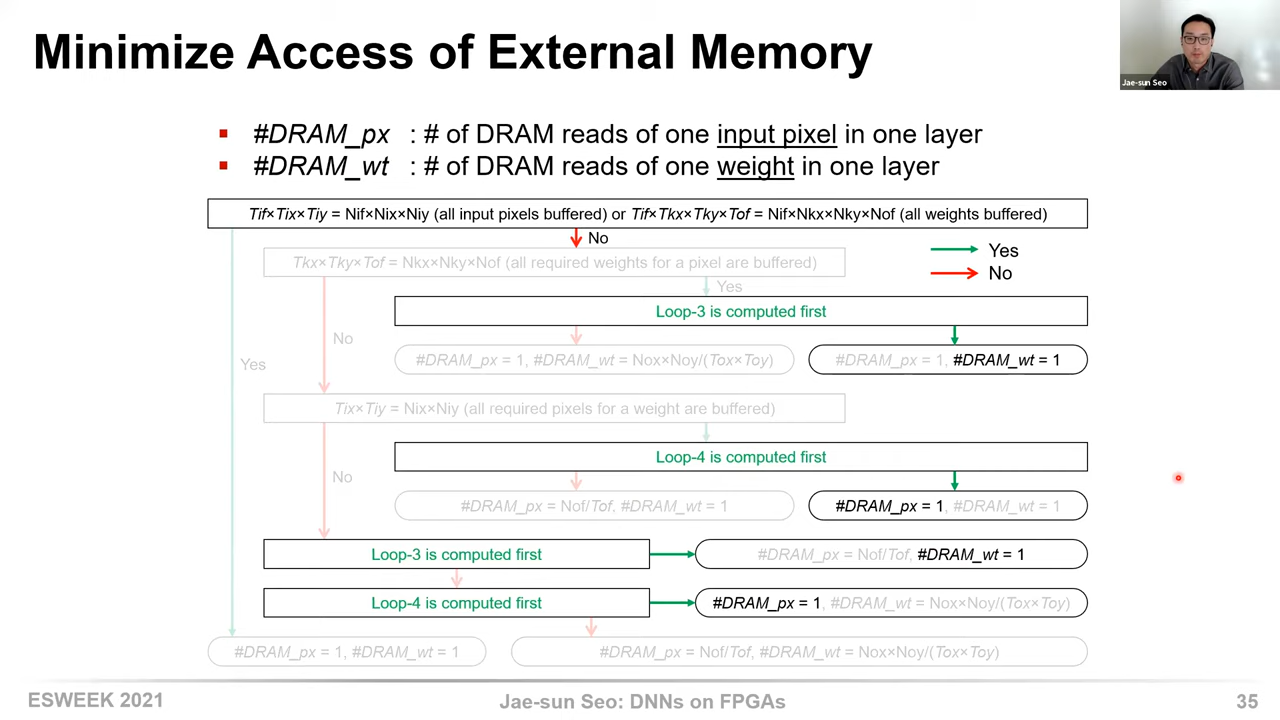 Minimize Access of External Memory
Jae-sun Seo
▪ #DRAM_px : # of DRAM reads of one input pixel in one layer
▪ #DRAM_wt : # of DRAM reads of one weight in one layer
Tif×Tix×Tiy = Nif×Nix×Niy (all input pixels buffered) or Tif×Tkx×Tky×Tof = Nif×Nkx×Nky×Nof (all weights buffered)
No
Yes
No
Tkx×Tky×Tof = Nkx×Nky×Nof (all required weights for a pixel are buffered)
Yes
Loop-3 is computed first
No
#DRAM_px = 1, #DRAM_wt = Nox×Noy/(Tox×Toy)
#DRAM_px = 1, #DRAM_wt = 1
Yes
Tix×Tiy = Nix×Niy (all required pixels for a weight are buffered)
Loop-4 is computed first
No
#DRAM_px = Nof/Tof, #DRAM_wt = 1
#DRAM_px = 1, #DRAM_wt = 1
Loop-3 is computed first
#DRAM_px = Nof/Tof, #DRAM_wt = 1
Loop-4 is computed first
#DRAM_px = 1, #DRAM_wt = Nox×Noy/(Tox×Toy)
#DRAM_px = 1, #DRAM_wt = 1
#DRAM_px = Nof/Tof, #DRAM_wt = Nox×Noy/(Tox×Toy)
ESWEEK 2021
Jae-sun Seo: DNNs on FPGAs
35